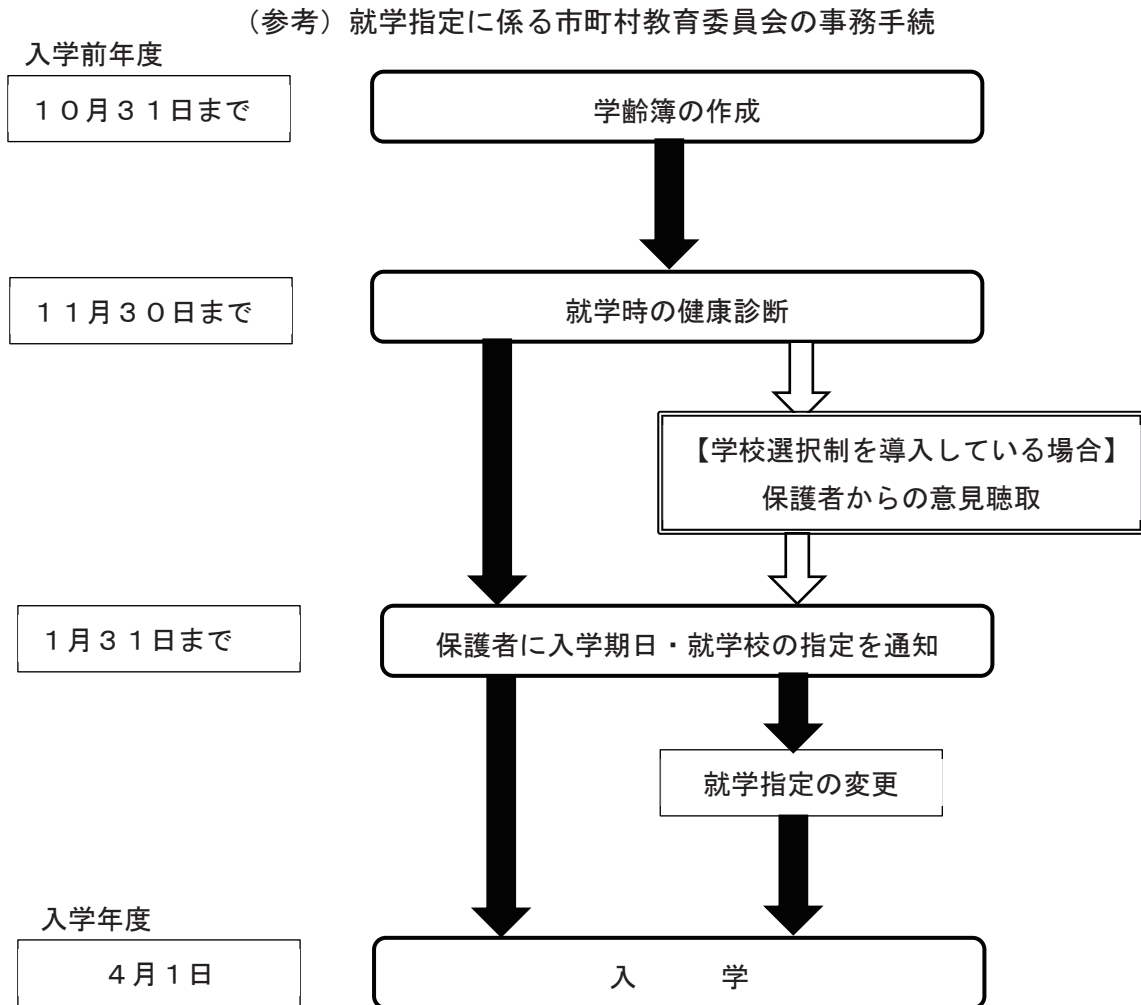 （参考）就学指定に係る市町村教育委員会の事務手続
入学前年度
１０月３１日まで
学齢簿の作成
１１月３０日まで
就学時の健康診断
【学校選択制を導入している場合】
保護者からの意見聴取
１月３１日まで
保護者に入学期日・就学校の指定を通知
就学指定の変更
入学年度
４月１日
入　　学